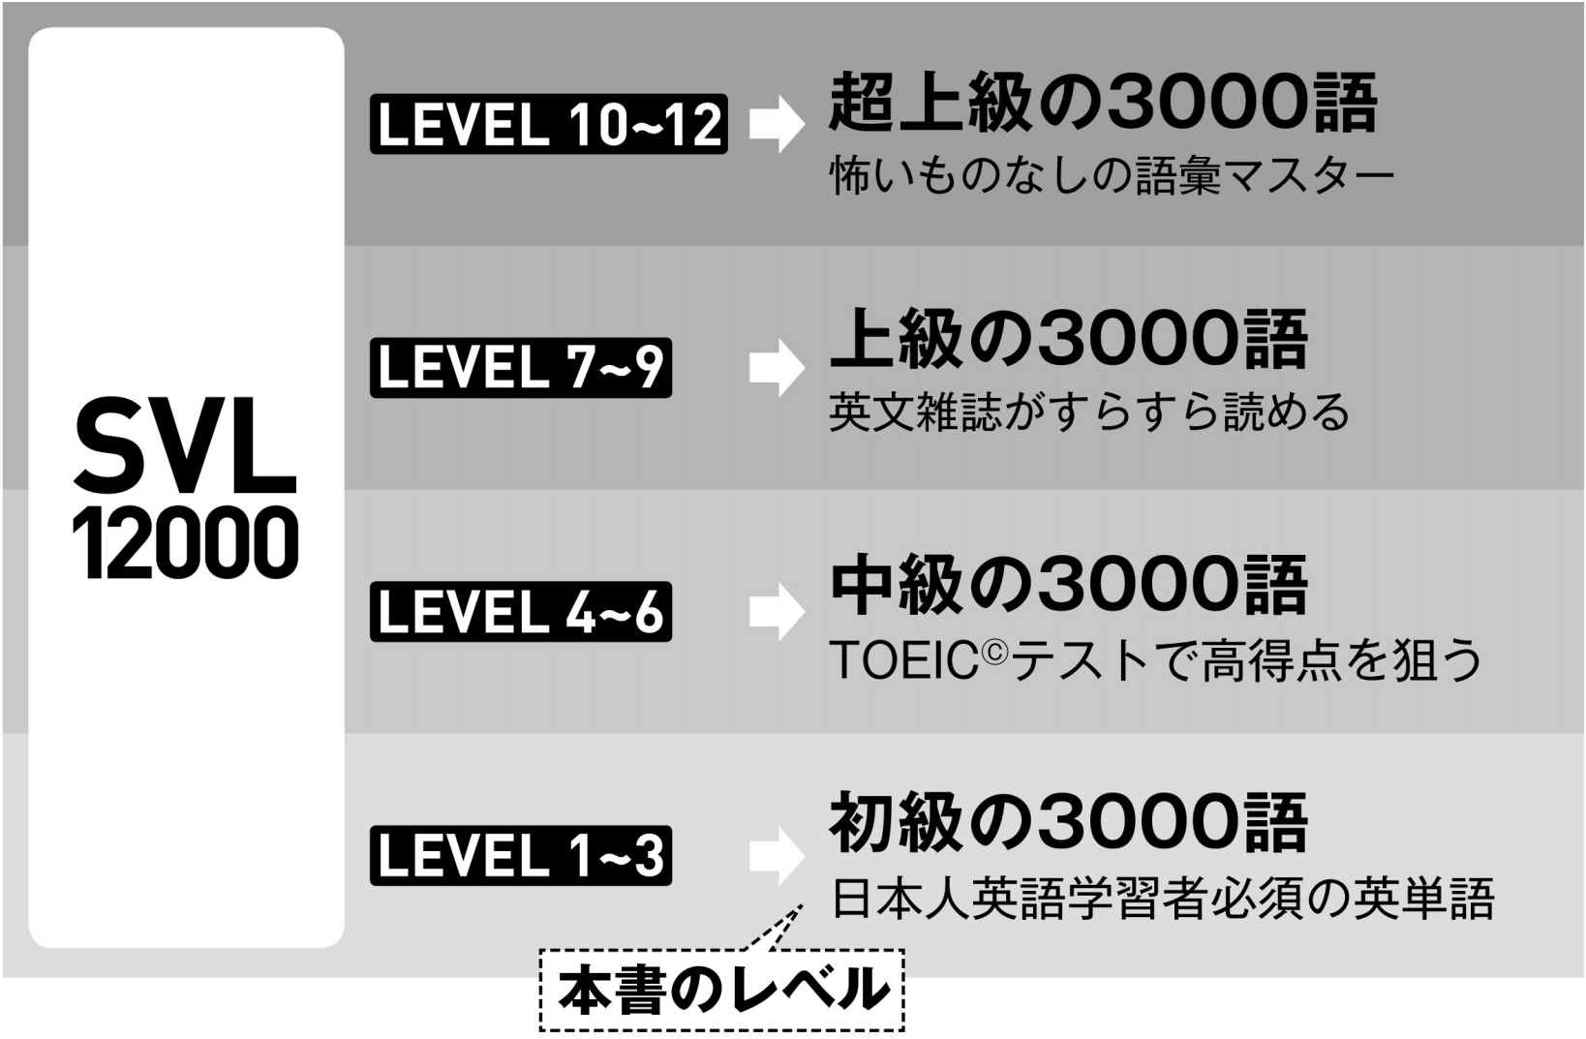 SVL
12000
LEVEL 10~12
超上級の3000語
怖いものなしの語彙マスター
LEVEL 7~9
上級の3000語
英文雑誌がすらすら読める
LEVEL 4~6
中級の3000語
TOEIC©テストで高得点を狙う
LEVEL 1~3
初級の3000語
日本人英語学習者必須の英単語
本書のレベル